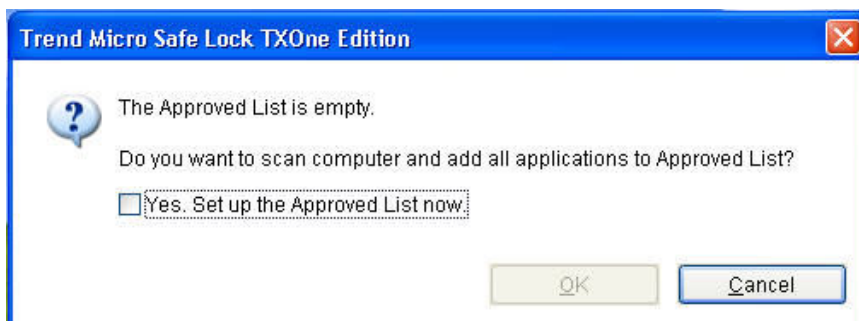 Trend Micro Safe Lock TXOne Edition
The Approved List is empty.
Do you want to scan computer and add all applications to Approved List?
Yes. Set up the Approved List now.
OK
Cancel